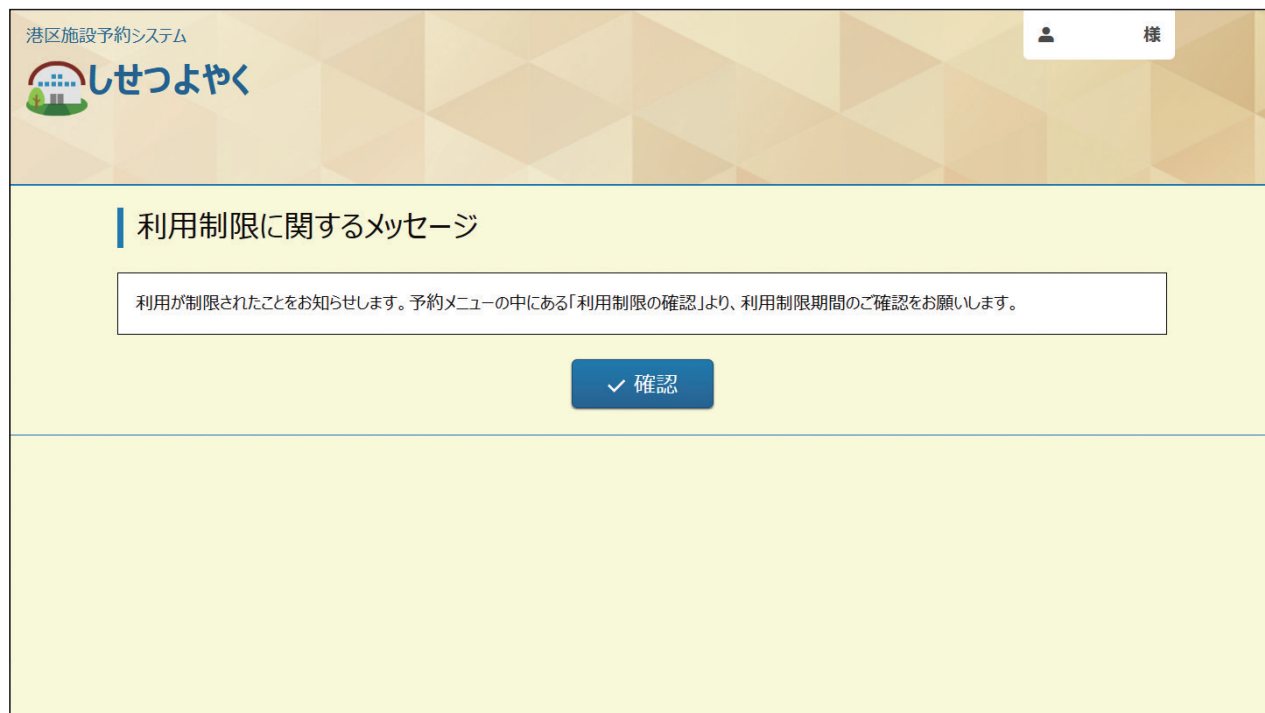 港区施設予約システム
しせつよやく
様
利用制限に関するメッセージ
利用が制限されたことをお知らせします。予約メニューの中にある「利用制限の確認」より、利用制限期間のご確認をお願いします。
確認